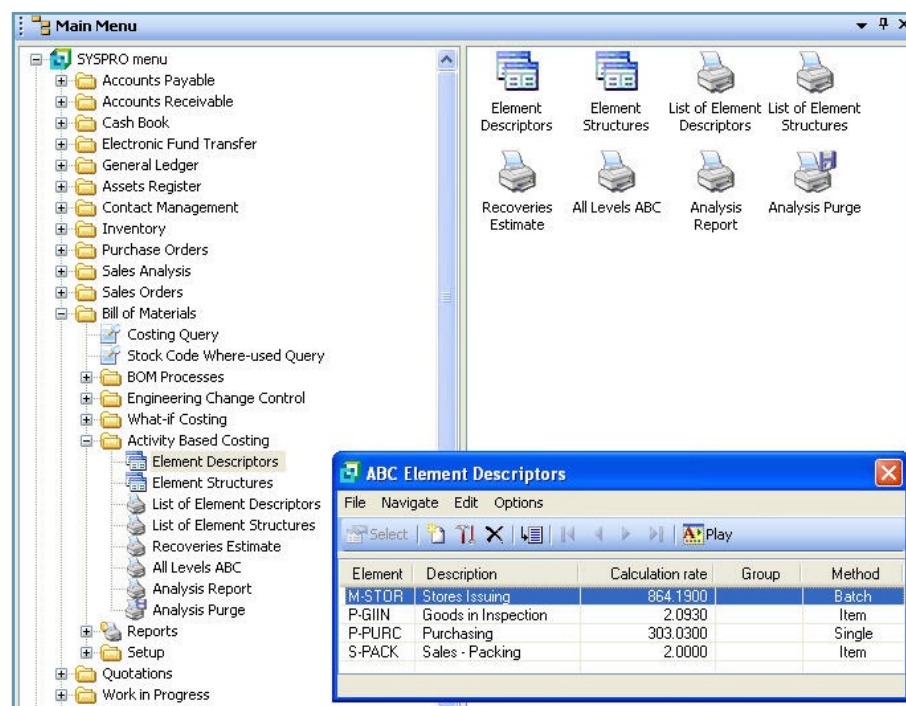 Main Menu
SYSPRO menu
Accounts Payable
Accounts Receivable
Cash Book
Electronic Fund Transfer
General Ledger
Assets Register
Contact Management
Inventory
Purchase Orders
Sales Analysis
Sales Orders
Bill of Materials
Costing Query
Stock Code Where-used Query
BOM Processes
Engineering Change Control
What-if Costing
Activity Based Costing
Element Descriptors
Element Structures
List of Element Descriptors
List of Element Structures
Recoveries Estimate
All Levels ABC
Analysis Report
Analysis Purge
Reports
Setup
Quotations
Work in Progress
Element Element List of Element List of Element
Descriptors Structures Descriptors Structures
Recoveries All Levels ABC Analysis Analysis Purge
Estimate Report
ABC Element Descriptors
File Navigate Edit Options
Select Play
Element Description Calculation rate Group Method
M-STOR Stores Issuing 864.1900 Batch
P-GIIN Goods in Inspection 2.0930 Item
P-PURC Purchasing 303.0300 Single
S-PACK Sales - Packing 2.0000 Item